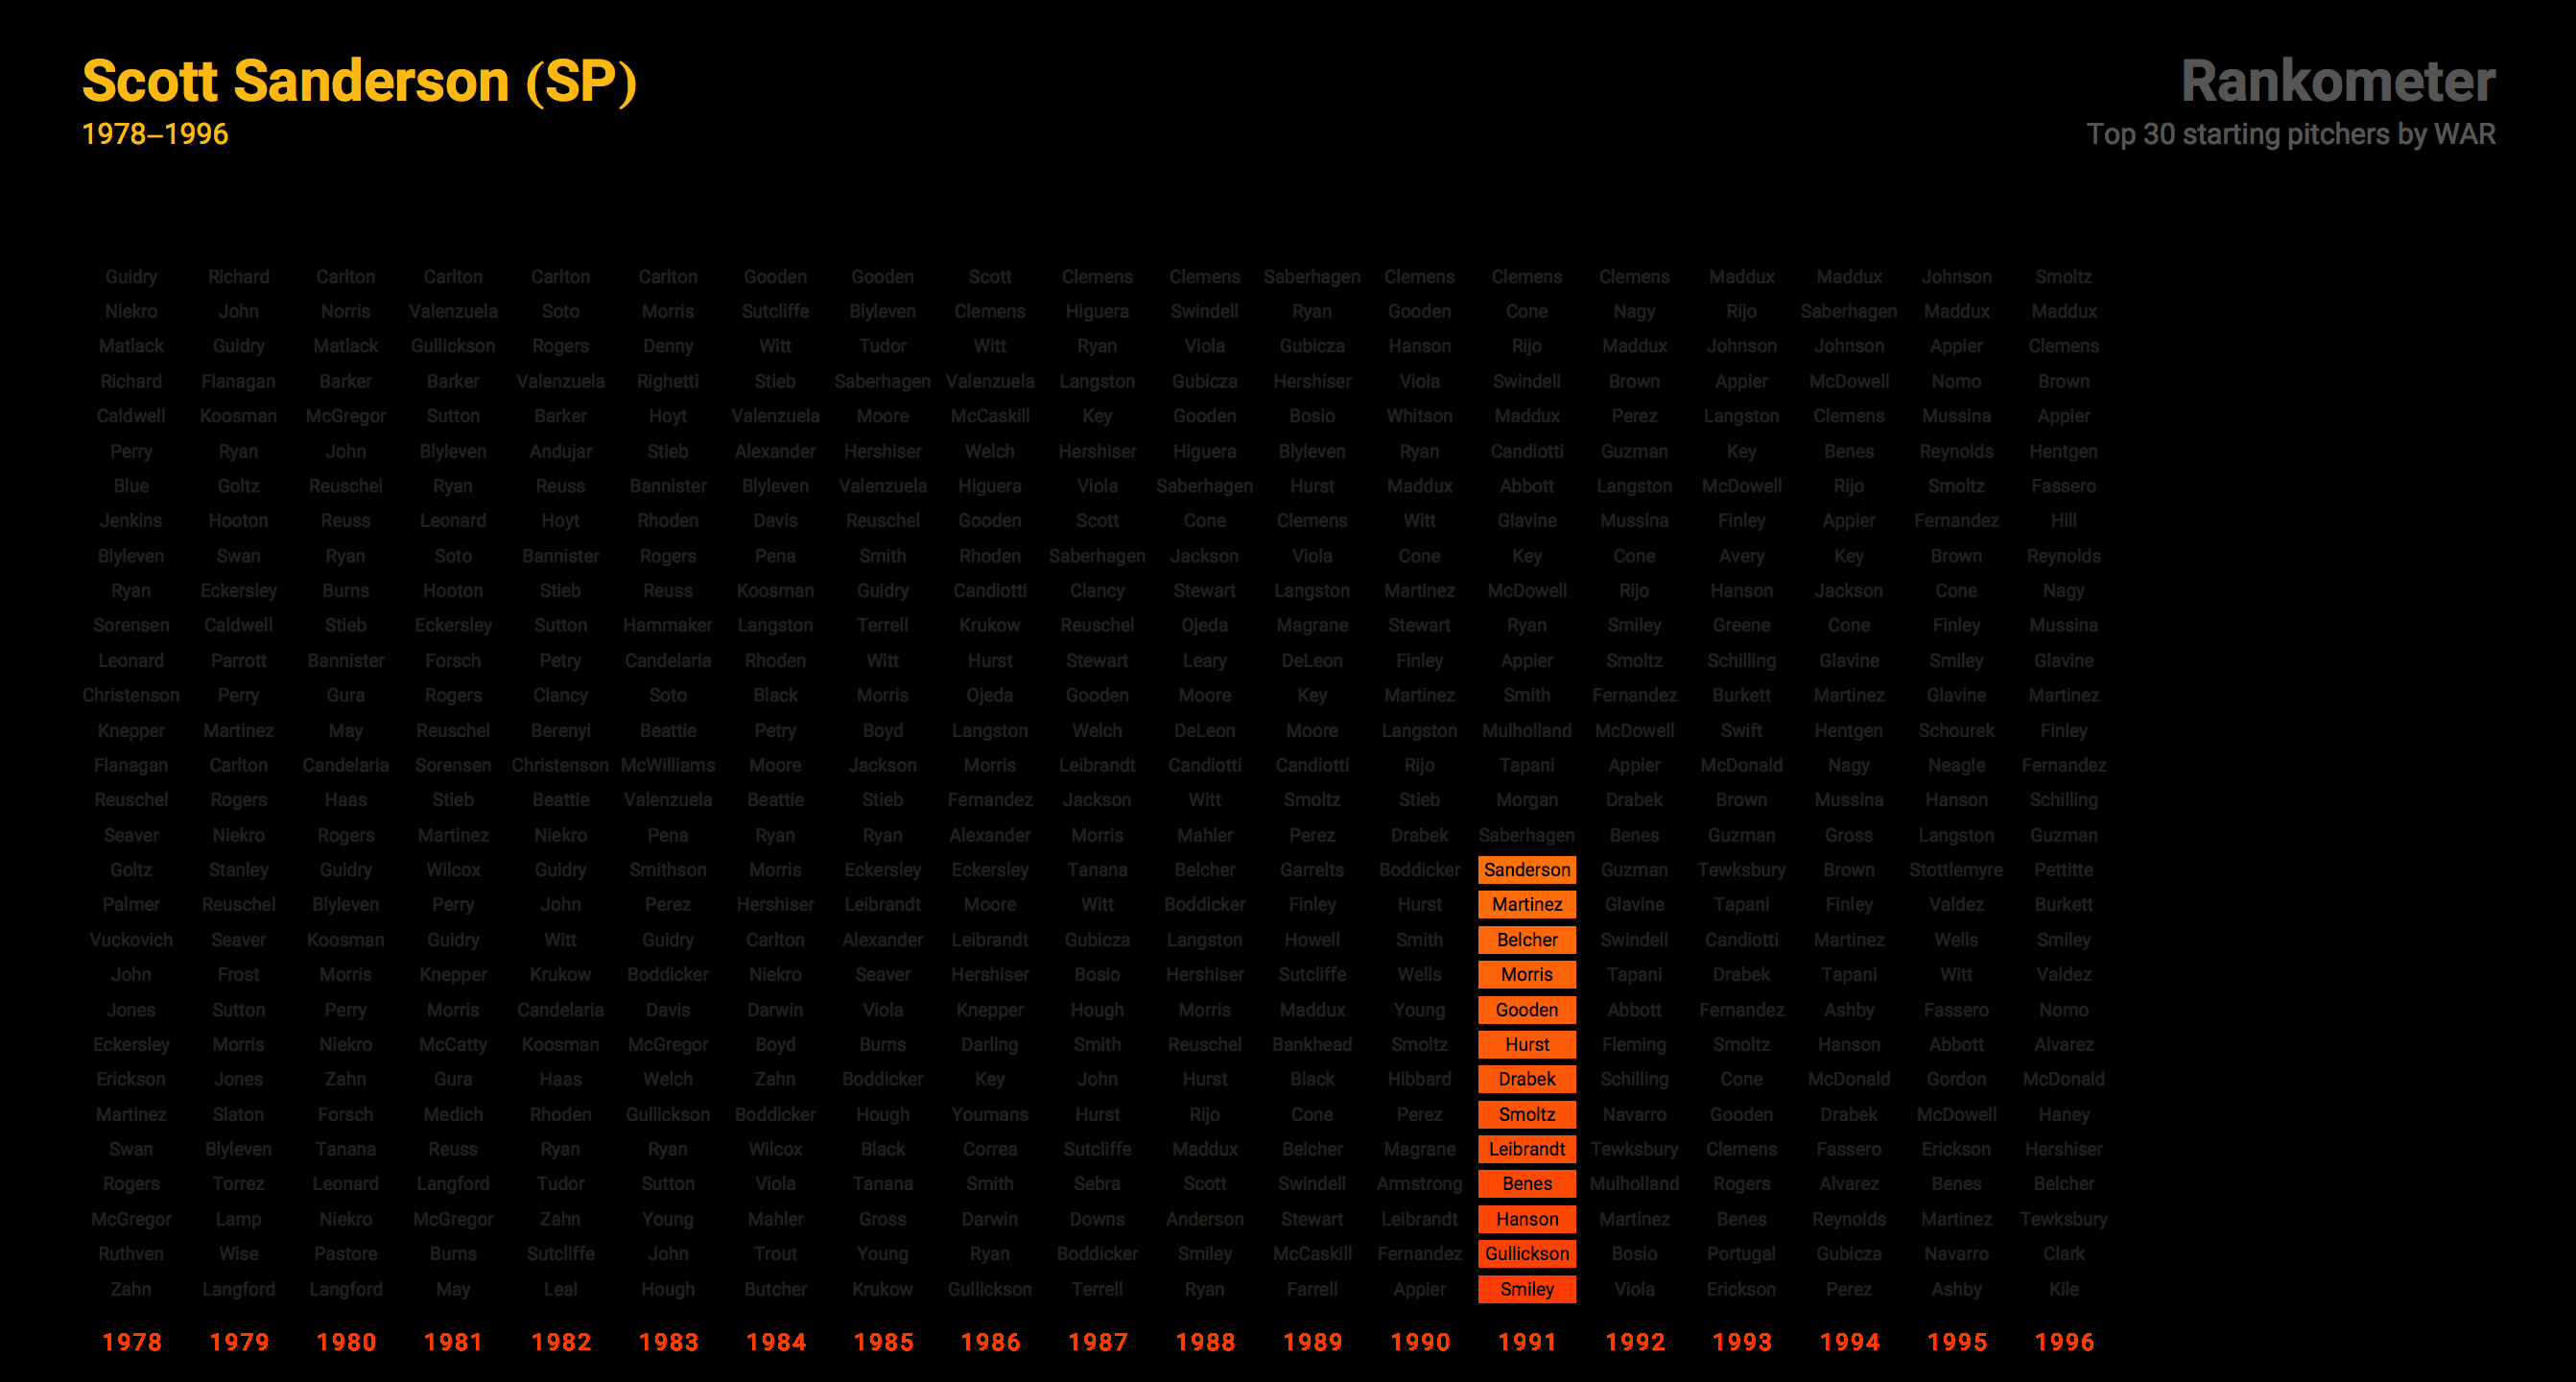 Scott Sanderson (SP)
1978–1996
Rankometer
Top 30 starting pitchers by WAR
Guidry Richard Carlton Carlton Carlton Carlton Gooden Gooden Scott Clemens Clemens Saberhagen Clemens Clemens Clemens Maddux Maddux Johnson Smoltz
Niekro John Norris Valenzuela Soto Morris Sutcliffe Blyleven Clemens Higuera Swindell Ryan Gooden Cone Nagy Rijo Saberhagen Maddux Maddux
Matlack Guidry Matlack Gullickson Rogers Denny Witt Tudor Witt Ryan Viola Gubicza Hanson Rijo Maddux Johnson Johnson Appier Clemens
Richard Flanagan Barker Barker Valenzuela Righetti Stieb Saberhagen Valenzuela Langston Gubicza Hershiser Viola Swindell Brown Appier McDowell Nomo Brown
Caldwell Koosman McGregor Sutton Barker Hoyt Valenzuela Moore McCaskill Key Gooden Bosio Whitson Maddux Perez Langston Clemens Mussina Appier
Perry Ryan John Blyleven Andujar Stieb Alexander Hershiser Welch Hershiser Higuera Blyleven Ryan Candiotti Guzman Key Benes Reynolds Hentgen
Blue Goltz Reuschel Ryan Reuss Bannister Blyleven Valenzuela Higuera Viola Saberhagen Hurst Maddux Abbott Langston McDowell Rijo Smoltz Fassero
Jenkins Hooton Reuss Leonard Hoyt Rhoden Davis Reuschel Gooden Scott Cone Clemens Witt Glavine Mussina Finley Appier Fernandez Hill
Blyleven Swan Ryan Soto Bannister Rogers Pena Smith Rhoden Saberhagen Jackson Viola Cone Key Cone Avery Key Brown Reynolds
Ryan Eckersley Burns Hooton Stieb Reuss Koosman Guidry Candiotti Clancy Stewart Langston Martinez McDowell Rijo Hanson Jackson Cone Nagy
Sorensen Caldwell Stieb Eckersley Sutton Hammaker Langston Terrell Krukow Reuschel Ojeda Magrane Stewart Ryan Smiley Greene Cone Finley Mussina
Leonard Parrott Bannister Forsch Petry Candelaria Rhoden Witt Hurst Stewart Leary DeLeon Finley Appier Smoltz Schilling Glavine Smiley Glavine
Christenson Perry Gura Rogers Clancy Soto Black Morris Ojeda Gooden Moore Key Martinez Smith Fernandez Burkett Martinez Glavine Martinez
Knepper Martinez May Reuschel Berenyi Beattie Petry Boyd Langston Welch DeLeon Moore Langston Mulholland McDowell Swift Hentgen Schourek Finley
Flanagan Carlton Candelaria Sorensen Christenson McWilliams Moore Jackson Morris Leibrandt Candiotti Candiotti Rijo Tapani Appier McDonald Nagy Neagle Fernandez
Reuschel Rogers Haas Stieb Beattie Valenzuela Beattie Stieb Fernandez Jackson Witt Smoltz Stieb Morgan Drabek Brown Mussina Hanson Schilling
Seaver Niekro Rogers Martinez Niekro Pena Ryan Ryan Alexander Morris Mahler Perez Drabek Saberhagen Benes Guzman Gross Langston Guzman
Goltz Stanley Guidry Wilcox Guidry Smithson Morris Eckersley Eckersley Tanana Belcher Garrelts Boddicker Sanderson Guzman Tewksbury Brown Stottlemyre Pettitte
Palmer Reuschel Blyleven Perry John Perez Hershiser Leibrandt Moore Witt Boddicker Finley Hurst Martinez Glavine Tapani Finley Valdez Burkett
Vuckovich Seaver Koosman Guidry Witt Guidry Carlton Alexander Leibrandt Gubicza Langston Howell Smith Belcher Swindell Candiotti Martinez Wells Smiley
John Frost Morris Knepper Krukow Boddicker Niekro Seaver Hershiser Bosio Hershiser Sutcliffe Wells Morris Tapani Drabek Tapani Witt Valdez
Jones Sutton Perry Morris Candelaria Davis Darwin Viola Knepper Hough Morris Maddux Young Gooden Abbott Fernandez Ashby Fassero Nomo
Eckersley Morris Niekro McCatty Koosman McGregor Boyd Burns Darling Smith Reuschel Bankhead Smoltz Hurst Fleming Smoltz Hanson Abbott Alvarez
Erickson Jones Zahn Gura Haas Welch Zahn Boddicker Key John Hurst Black Hibbard Drabek Schilling Cone McDonald Gordon McDonald
Martinez Slaton Forsch Medich Rhoden Gullickson Boddicker Hough Youmans Hurst Rijo Cone Perez Smoltz Navarro Gooden Drabek McDowell Haney
Swan Blyleven Tanana Reuss Ryan Ryan Wilcox Black Correa Sutcliffe Maddux Belcher Magrane Leibrandt Tewksbury Clemens Fassero Erickson Hershiser
Rogers Torrez Leonard Langford Tudor Sutton Viola Tanana Smith Sebra Scott Swindell Armstrong Benes Mulholland Rogers Alvarez Benes Belcher
McGregor Lamp Niekro McGregor Zahn Young Mahler Gross Darwin Downs Anderson Stewart Leibrandt Hanson Martinez Benes Reynolds Martinez Tewksbury
Ruthven Wise Pastore Burns Sutcliffe John Trout Young Ryan Boddicker Smiley McCaskill Fernandez Gullickson Bosio Portugal Gubicza Navarro Clark
Zahn Langford Langford May Leal Hough Butcher Krukow Gullickson Terrell Ryan Farrell Appier Smiley Viola Erickson Perez Ashby Kile
1978 1979 1980 1981 1982 1983 1984 1985 1986 1987 1988 1989 1990 1991 1992 1993 1994 1995 1996